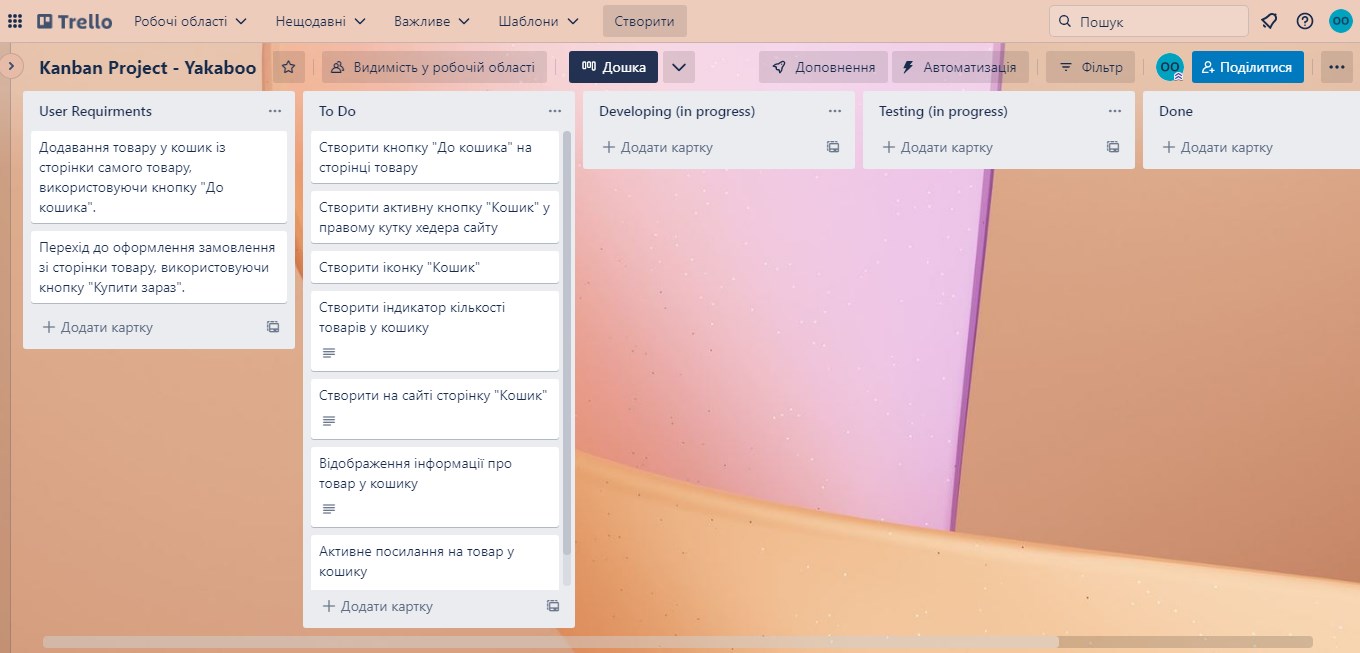 Trello Робочі області Нещодавні Важливе Шаблони Створити Пошук OO
Kanban Project - Yakaboo Видимість у робочій області Дошка Доповнення Автоматизація Фільтр OO Поділитися
User Requirments
Додавання товару у кошик із
сторінки самого товару,
використовуючи кнопку "До
кошика".
Перехід до оформлення замовлення
зі сторінки товару, використовуючи
кнопку "Купити зараз".
Додати картку
To Do
Створити кнопку "До кошика" на
сторінці товару
Створити активну кнопку "Кошик" у
правому кутку хедера сайту
Створити іконку "Кошик"
Створити індикатор кількості
товарів у кошику
Створити на сайті сторінку "Кошик"
Відображення інформації про
товар у кошику
Активне посилання на товар у
кошику
Додати картку
Developing (in progress)
Додати картку
Testing (in progress)
Додати картку
Done
Додати картку